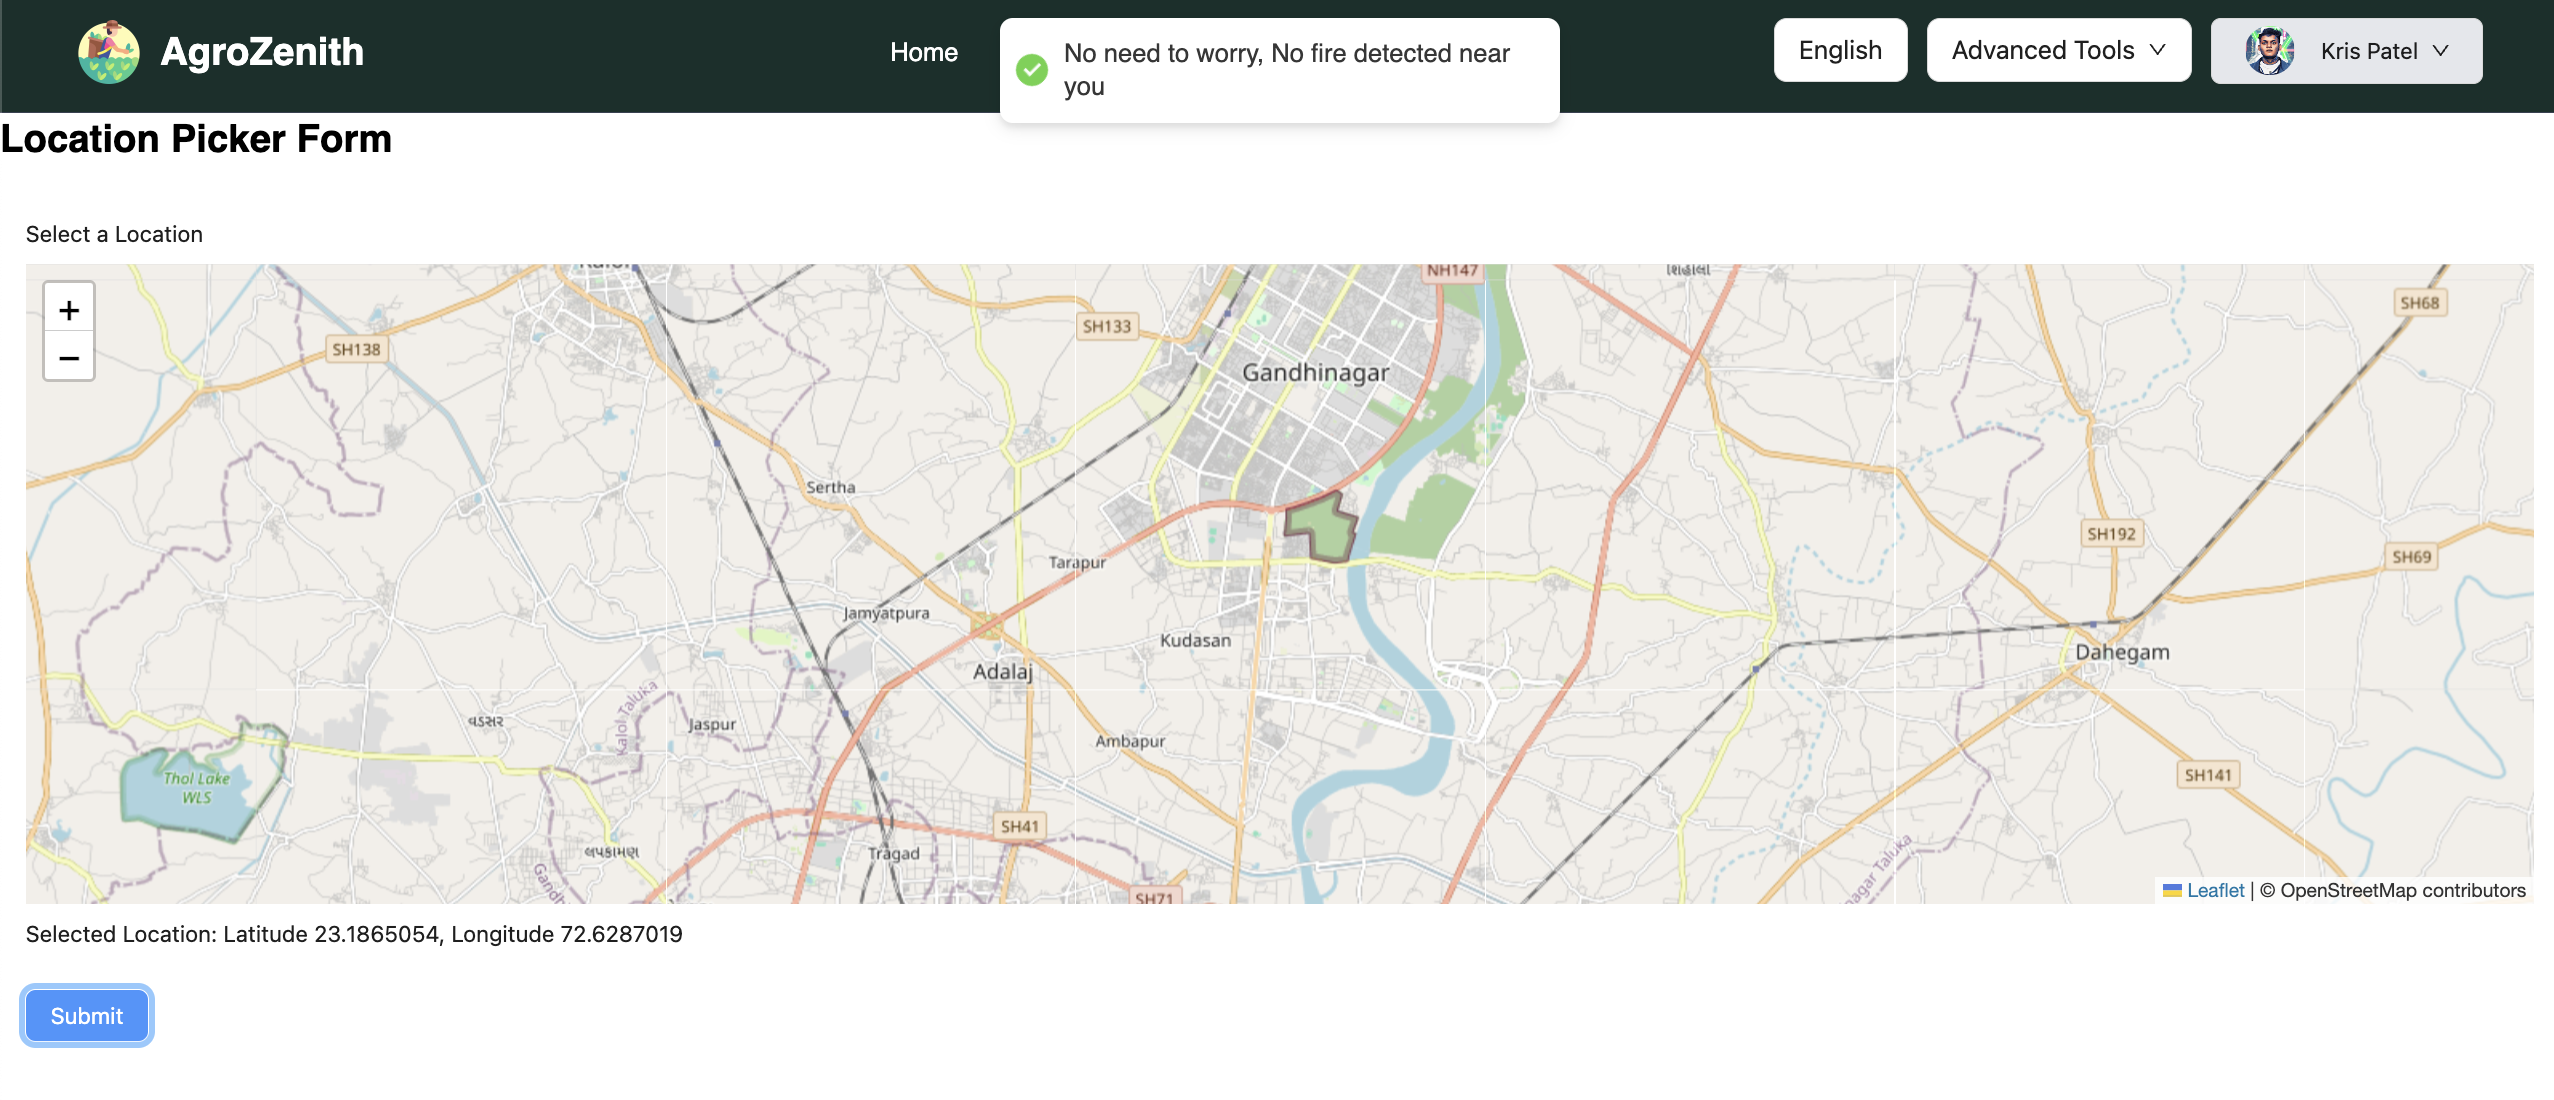 AgroZenith
Home
No need to worry, No fire detected near
you
English
Advanced Tools
Kris Patel
Location Picker Form
Select a Location
+
−
NH147
SH133
SH138
SH68
Gandhinagar
Sertha
SH192
SH69
Tarapur
Jamyatpura
Kudasan
Dahegam
Adalaj
વડસર
Kalol Taluka
Jaspur
Ambapur
Thol Lake
WLS
SH141
SH41
Tragad
SH71
Leaflet | © OpenStreetMap contributors
Selected Location: Latitude 23.1865054, Longitude 72.6287019
Submit